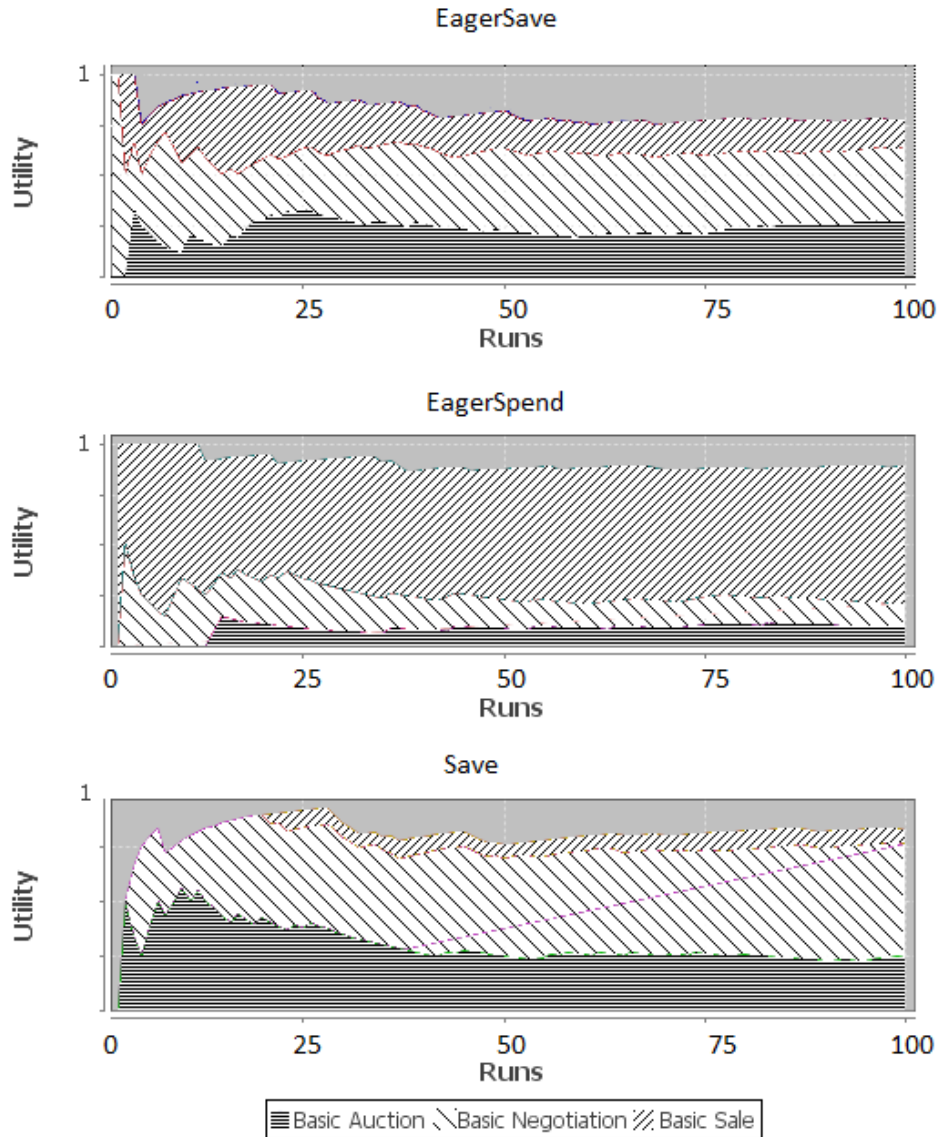 EagerSave
1
Utility
0 25 50 75 100
Runs
EagerSpend
1
Utility
0 25 50 75 100
Runs
Save
1
Utility
0 25 50 75 100
Runs
Basic Auction Basic Negotiation Basic Sale